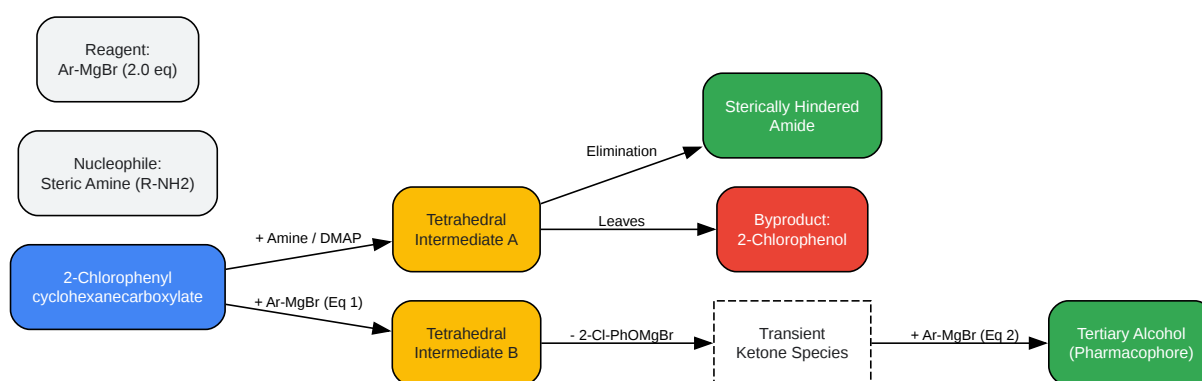 Reagent:
Ar-MgBr (2.0 eq)
Nucleophile:
Steric Amine (R-NH2)
2-Chlorophenyl
cyclohexanecarboxylate
+ Amine / DMAP
+ Ar-MgBr (Eq 1)
Tetrahedral
Intermediate A
Tetrahedral
Intermediate B
Elimination
Leaves
- 2-Cl-PhOMgBr
Sterically Hindered
Amide
Byproduct:
2-Chlorophenol
Transient
Ketone Species
+ Ar-MgBr (Eq 2)
Tertiary Alcohol
(Pharmacophore)